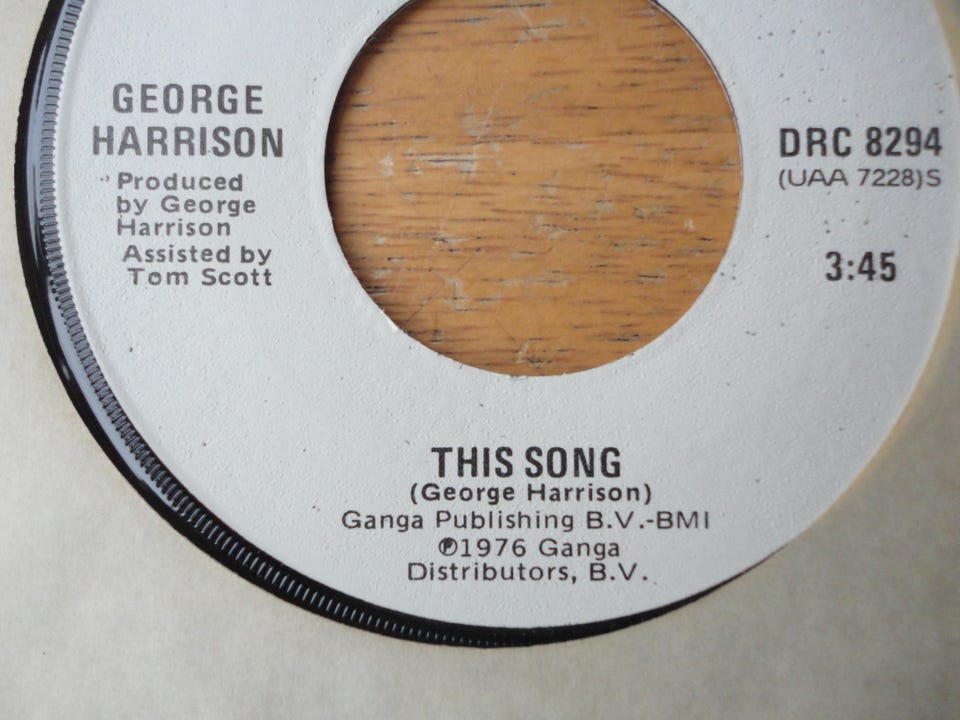 GEORGE
HARRISON
Produced
by George
Harrison
Assisted by
Tom Scott
DRC 8294
(UAA 7228)S
3:45
THIS SONG
(George Harrison)
Ganga Publishing B.V.-BMI
℗1976 Ganga
Distributors, B.V.